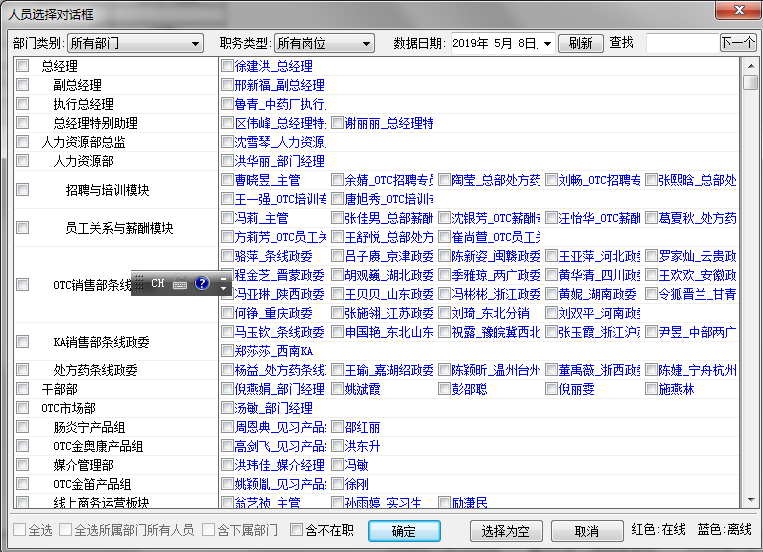 人员选择对话框
部门类别: 所有部门 职务类型: 所有岗位 数据日期: 2019年 5月 8日 刷新 查找 下一个
总经理 徐建洪_总经理
副总经理 邢新福_副总经理
执行总经理 鲁青_中药厂执行
总经理特别助理 区伟峰_总经理特 谢丽丽_总经理特
人力资源部总监 沈雪琴_人力资源
人力资源部 洪华丽_部门经理
招聘与培训模块 曹晓昱_主管 余婧_OTC招聘专员 陶莹_总部处方药 刘畅_OTC招聘专 张熙晗_总部处
王一强_OTC培训专 唐旭秀_OTC培训
员工关系与薪酬模块 冯莉_主管 张佳男_总部薪酬 沈银芳_OTC薪酬专 汪怡华_OTC薪酬 葛夏秋_处方药
方莉芳_OTC员工关 王舒悦_总部处方 崔尚萱_OTC员工关
OTC销售部条线 骆萍_条线政委 吕子康_京津政委 陈新姿_闽赣政委 王亚萍_河北政委 罗家灿_云贵政
程金芝_晋蒙政委 胡观巍_湖北政委 季雅琼_两广政委 黄华清_四川政委 王欢欢_安徽政
冯亚琳_陕西政委 王贝贝_山东政委 冯彬彬_浙江政委 黄妮_湖南政委 令狐晋兰_甘青
何铮_重庆政委 张施翎_江苏政委 刘琦_东北分销 刘双平_河南政
CH
KA销售部条线政委 马玉钦_条线政委 申国艳_东北山东 祝露_豫皖冀西北 张玉霞_浙江沪苏 尹昱_中部两广
郑莎莎_西南KA
处方药条线政委 杨益_处方药条线 王瑜_嘉湖绍政委 陈颖昕_温州台州 董禹平_浙西政委 陈婕_宁舟杭州
干部部 倪燕娟_部门经理 姚斌霞 彭邵聪 倪丽雯 施燕林
OTC市场部 汤敏_部门经理
肠炎宁产品组 周恩典_见习产品 邵红丽
OTC金奥康产品组 高剑飞_见习产品 洪东升
媒介管理部 洪玮佳_媒介经理 冯敏
OTC金笛产品组 姚颖胤_见习产品 徐刚
线上商务运营板块 翁艺祯_主管 孙雨婷_实习生 励潇民
全选 全选所属部门所有人员 含下属部门 含不在职 确定 选择为空 取消 红色:在线 蓝色:离线